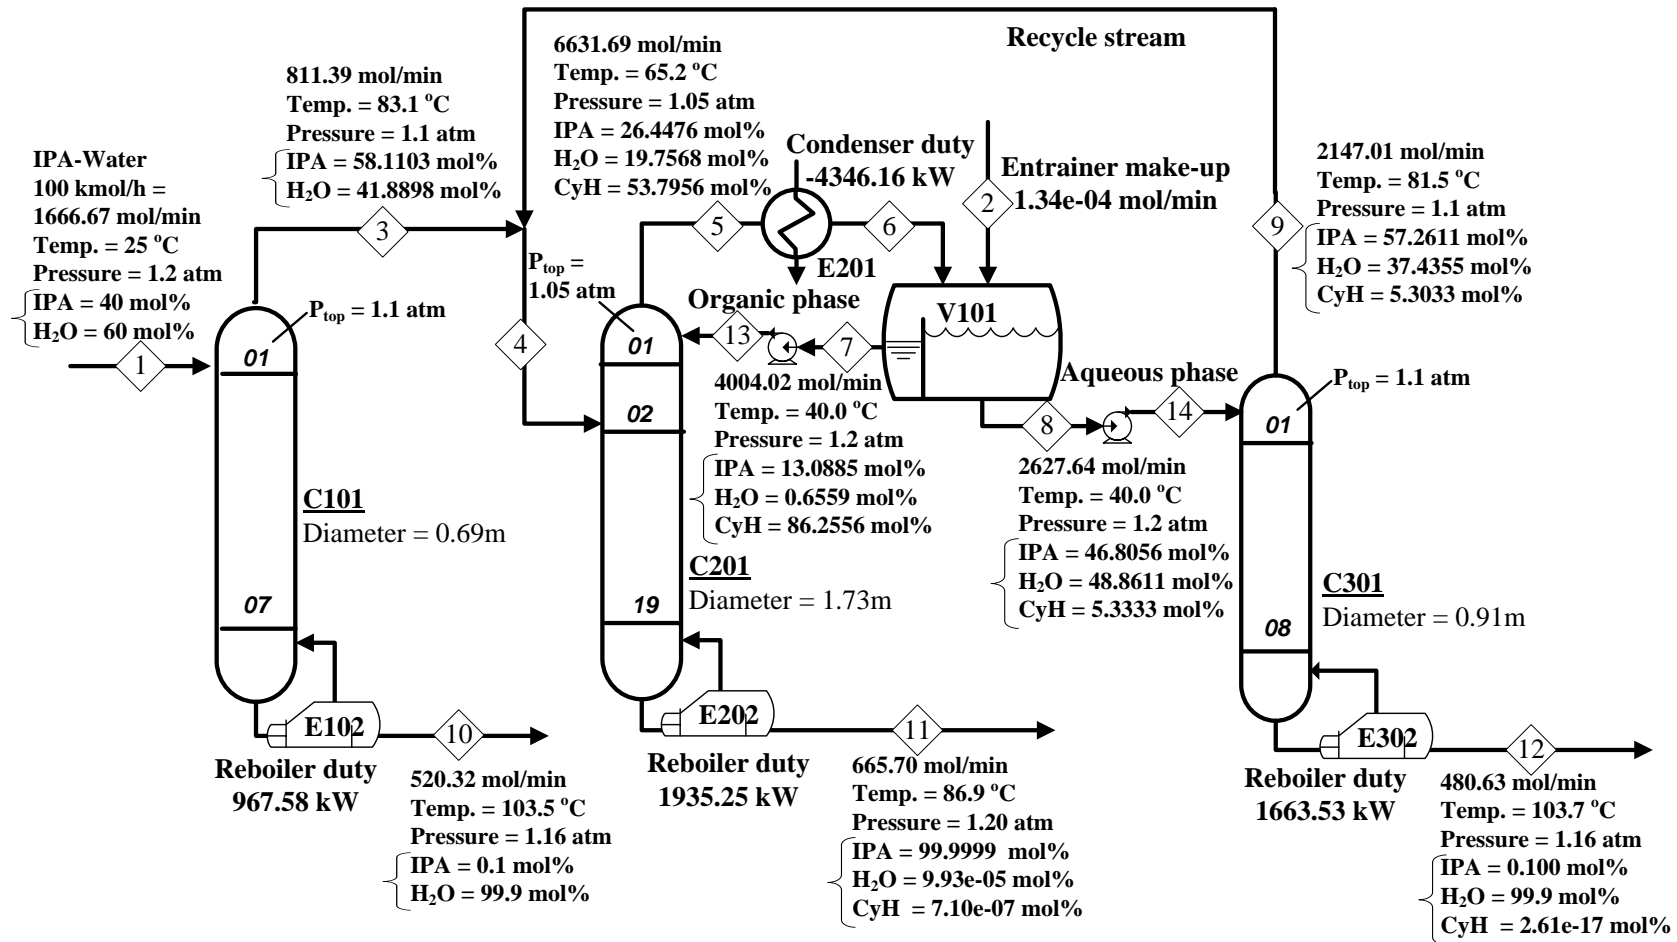 Recycle stream
6631.69 mol/min
Temp. = 65.2 °C
Pressure = 1.05 atm
IPA = 26.4476 mol%
H₂O = 19.7568 mol%
CyH = 53.7956 mol%
811.39 mol/min
Temp. = 83.1 °C
Pressure = 1.1 atm
IPA = 58.1103 mol%
H₂O = 41.8898 mol%
IPA-Water
100 kmol/h =
1666.67 mol/min
Temp. = 25 °C
Pressure = 1.2 atm
IPA = 40 mol%
H₂O = 60 mol%
Condenser duty
-4346.16 kW
Entrainer make-up
1.34e-04 mol/min
2147.01 mol/min
Temp. = 81.5 °C
Pressure = 1.1 atm
IPA = 57.2611 mol%
H₂O = 37.4355 mol%
CyH = 5.3033 mol%
3
5
6
2
9
E201
Ptop =
1.05 atm
Ptop = 1.1 atm
Organic phase
V101
1
01
4
01
13
7
Aqueous phase
Ptop = 1.1 atm
02
8
14
01
4004.02 mol/min
Temp. = 40.0 °C
Pressure = 1.2 atm
IPA = 13.0885 mol%
H₂O = 0.6559 mol%
CyH = 86.2556 mol%
2627.64 mol/min
Temp. = 40.0 °C
Pressure = 1.2 atm
IPA = 46.8056 mol%
H₂O = 48.8611 mol%
CyH = 5.3333 mol%
C101
Diameter = 0.69m
C201
Diameter = 1.73m
C301
Diameter = 0.91m
07
19
08
E102
10
E202
11
E302
12
Reboiler duty
967.58 kW
520.32 mol/min
Temp. = 103.5 °C
Pressure = 1.16 atm
IPA = 0.1 mol%
H₂O = 99.9 mol%
Reboiler duty
1935.25 kW
665.70 mol/min
Temp. = 86.9 °C
Pressure = 1.20 atm
IPA = 99.9999 mol%
H₂O = 9.93e-05 mol%
CyH = 7.10e-07 mol%
Reboiler duty
1663.53 kW
480.63 mol/min
Temp. = 103.7 °C
Pressure = 1.16 atm
IPA = 0.100 mol%
H₂O = 99.9 mol%
CyH = 2.61e-17 mol%